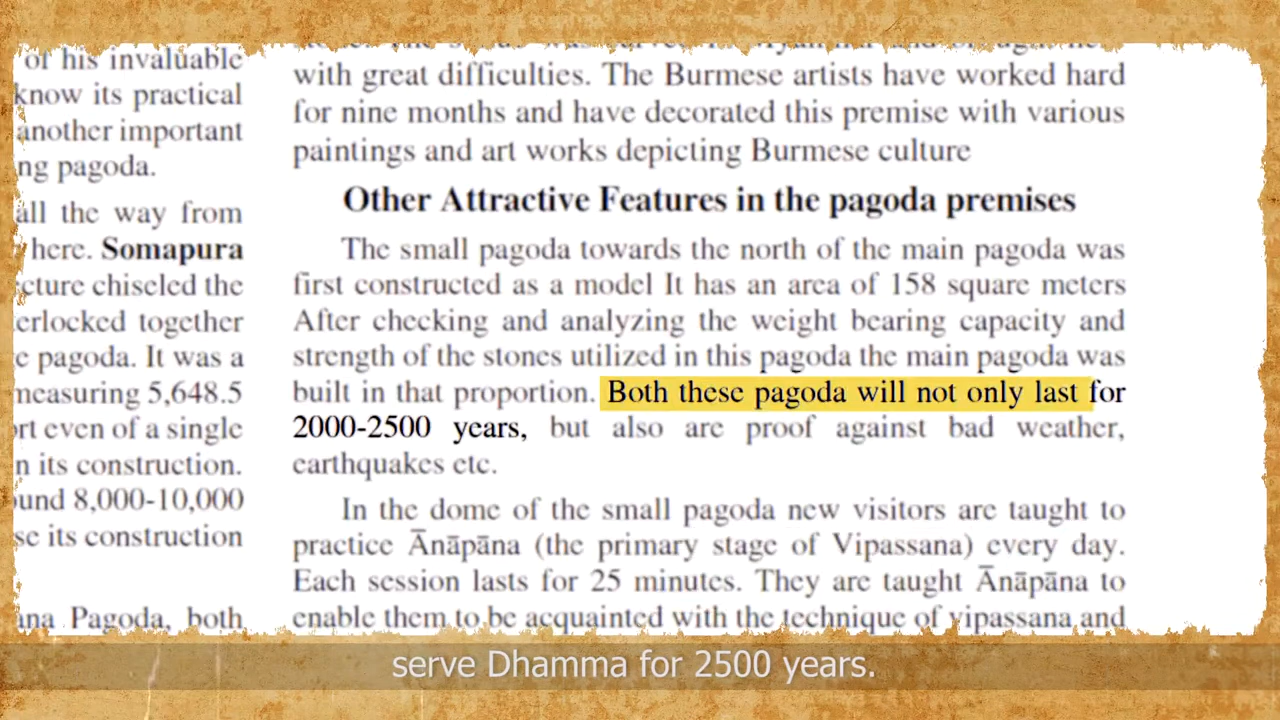 of his invaluable
know its practical
another important
ng pagoda.
all the way from
here. Somapura
cture chiseled the
erlocked together
e pagoda. It was a
measuring 5,648.5
ort even of a single
n its construction.
und 8,000-10,000
se its construction
ana Pagoda, both
with great difficulties. The Burmese artists have worked hard
for nine months and have decorated this premise with various
paintings and art works depicting Burmese culture
Other Attractive Features in the pagoda premises
The small pagoda towards the north of the main pagoda was
first constructed as a model It has an area of 158 square meters
After checking and analyzing the weight bearing capacity and
strength of the stones utilized in this pagoda the main pagoda was
built in that proportion. Both these pagoda will not only last for
2000-2500 years, but also are proof against bad weather,
earthquakes etc.
In the dome of the small pagoda new visitors are taught to
practice Ānāpāna (the primary stage of Vipassana) every day.
Each session lasts for 25 minutes. They are taught Ānāpāna to
enable them to be acquainted with the technique of vipassana and
serve Dhamma for 2500 years.